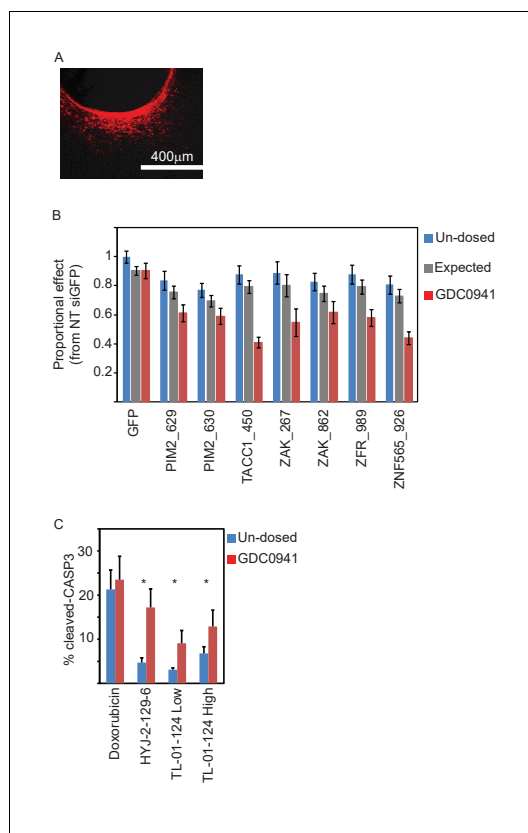 A
400μm
B
Un-dosed
Expected
GDC0941
Proportional effect
(from NT siGFP)
1
0.8
0.6
0.4
0.2
GFP
PIM2_629
PIM2_630
TACC1_450
ZAK_267
ZAK_862
ZFR_989
ZNF565_926
C
Un-dosed
GDC0941
% cleaved-CASP3
30
20
10
* * *
Doxorubicin
HYJ-2-129-6
TL-01-124 Low
TL-01-124 High